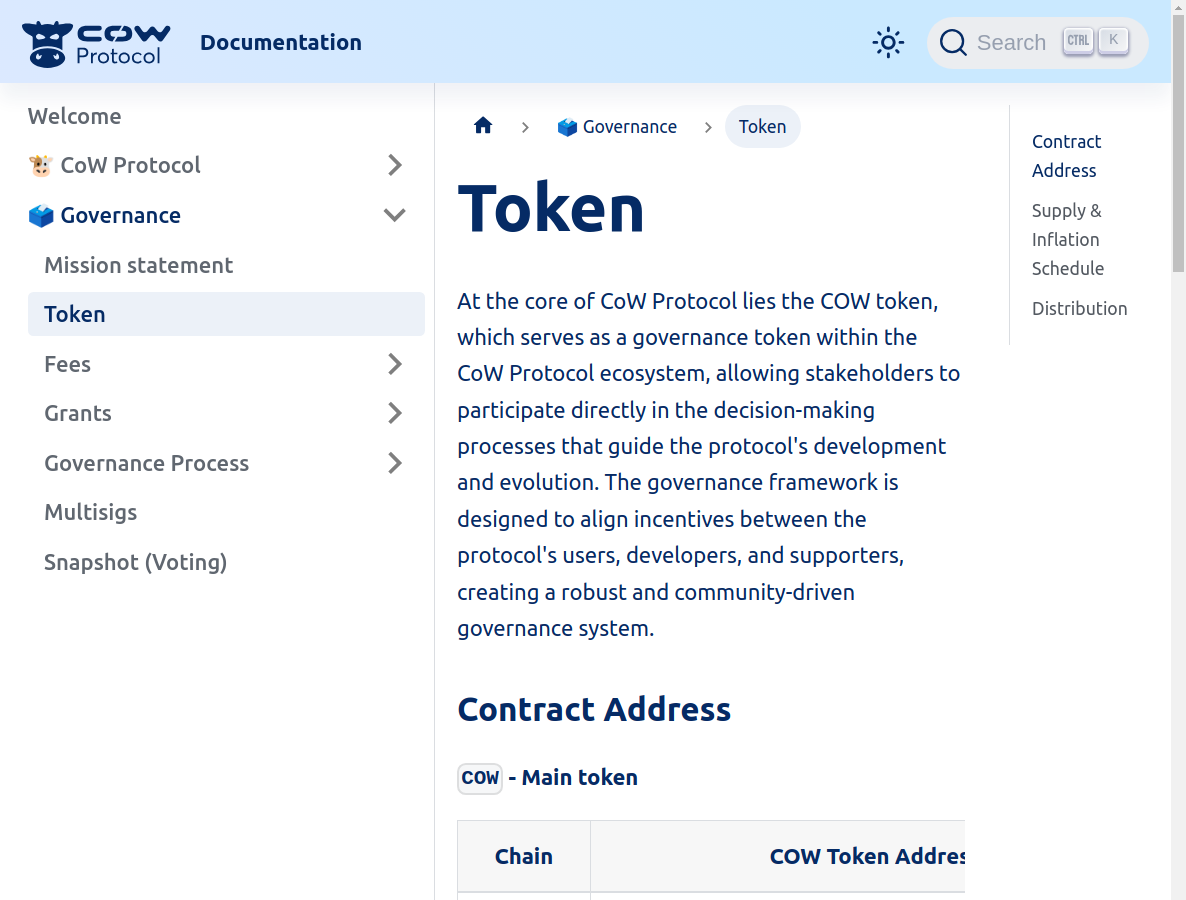 COW Protocol
Documentation
Search
CTRL K
Welcome
CoW Protocol
Governance
Mission statement
Token
Fees
Grants
Governance Process
Multisigs
Snapshot (Voting)
Governance
Token
Token
At the core of CoW Protocol lies the COW token,
which serves as a governance token within the
CoW Protocol ecosystem, allowing stakeholders to
participate directly in the decision-making
processes that guide the protocol's development
and evolution. The governance framework is
designed to align incentives between the
protocol's users, developers, and supporters,
creating a robust and community-driven
governance system.
Contract Address
COW - Main token
Chain
COW Token Addres
Contract
Address
Supply &
Inflation
Schedule
Distribution